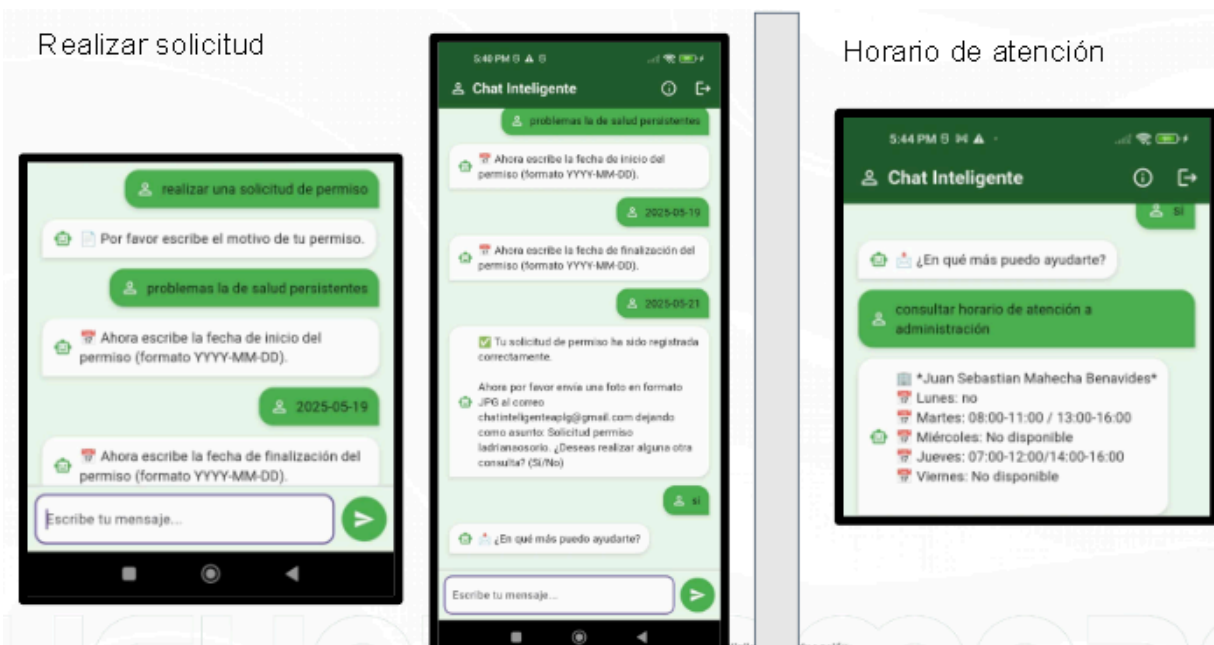 Realizar solicitud
realizar una solicitud de permiso
Por favor escribe el motivo de tu permiso.
problemas la de salud persistentes
Ahora escribe la fecha de inicio del
permiso (formato YYYY-MM-DD).
2025-05-19
Ahora escribe la fecha de finalización del
permiso (formato YYYY-MM-DD).
Escribe tu mensaje...
5:40 PM
Chat Inteligente
problemas la de salud persistentes
Ahora escribe la fecha de inicio del
permiso (formato YYYY-MM-DD).
2025-05-19
Ahora escribe la fecha de finalización del
permiso (formato YYYY-MM-DD).
2025-05-21
Tu solicitud de permiso ha sido registrada
correctamente.
Ahora por favor envia una foto en formato
JPG al correo
chatinteligenteaplg@gmail.com dejando
como asunto: Solicitud permiso
ladrianaosorio. ¿Deseas realizar alguna otra
consulta? (Si/No)
si
¿En qué más puedo ayudarte?
Escribe tu mensaje...
Horario de atención
5:44 PM
Chat Inteligente
si
¿En qué más puedo ayudarte?
consultar horario de atención a
administración
*Juan Sebastian Mahecha Benavides*
Lunes: no
Martes: 08:00-11:00 / 13:00-16:00
Miércoles: No disponible
Jueves: 07:00-12:00/14:00-16:00
Viernes: No disponible